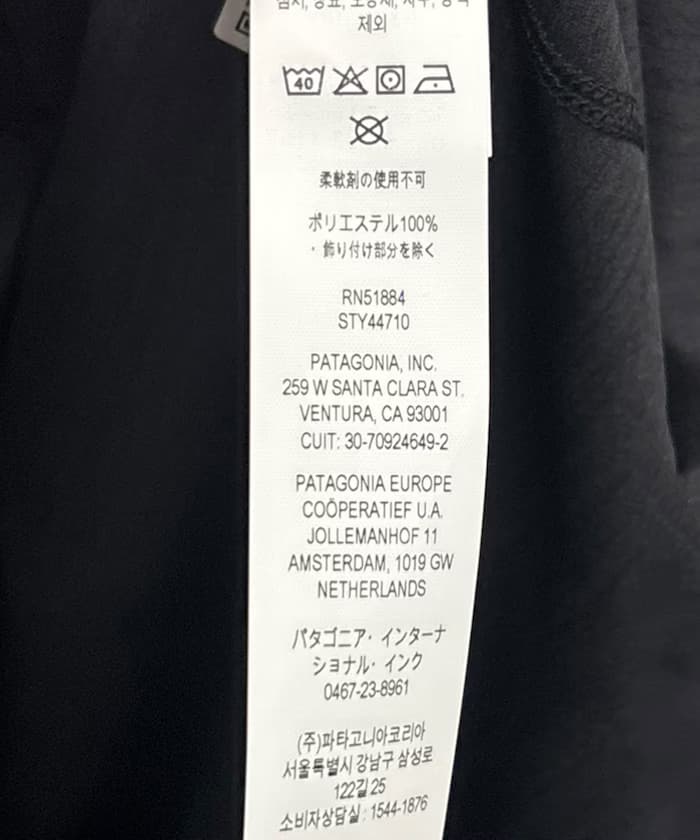 제외
40
柔軟剤の使用不可
ポリエステル100%
・飾り付け部分を除く
RN51884
STY44710
PATAGONIA, INC.
259 W SANTA CLARA ST.
VENTURA, CA 93001
CUIT: 30-70924649-2
PATAGONIA EUROPE
COÖPERATIEF U.A.
JOLLEMANHOF 11
AMSTERDAM, 1019 GW
NETHERLANDS
パタゴニア・インターナ
ショナル・インク
0467-23-8961
(주)파타고니아코리아
서울특별시 강남구 삼성로
122길 25
소비자상담실 : 1544-1876